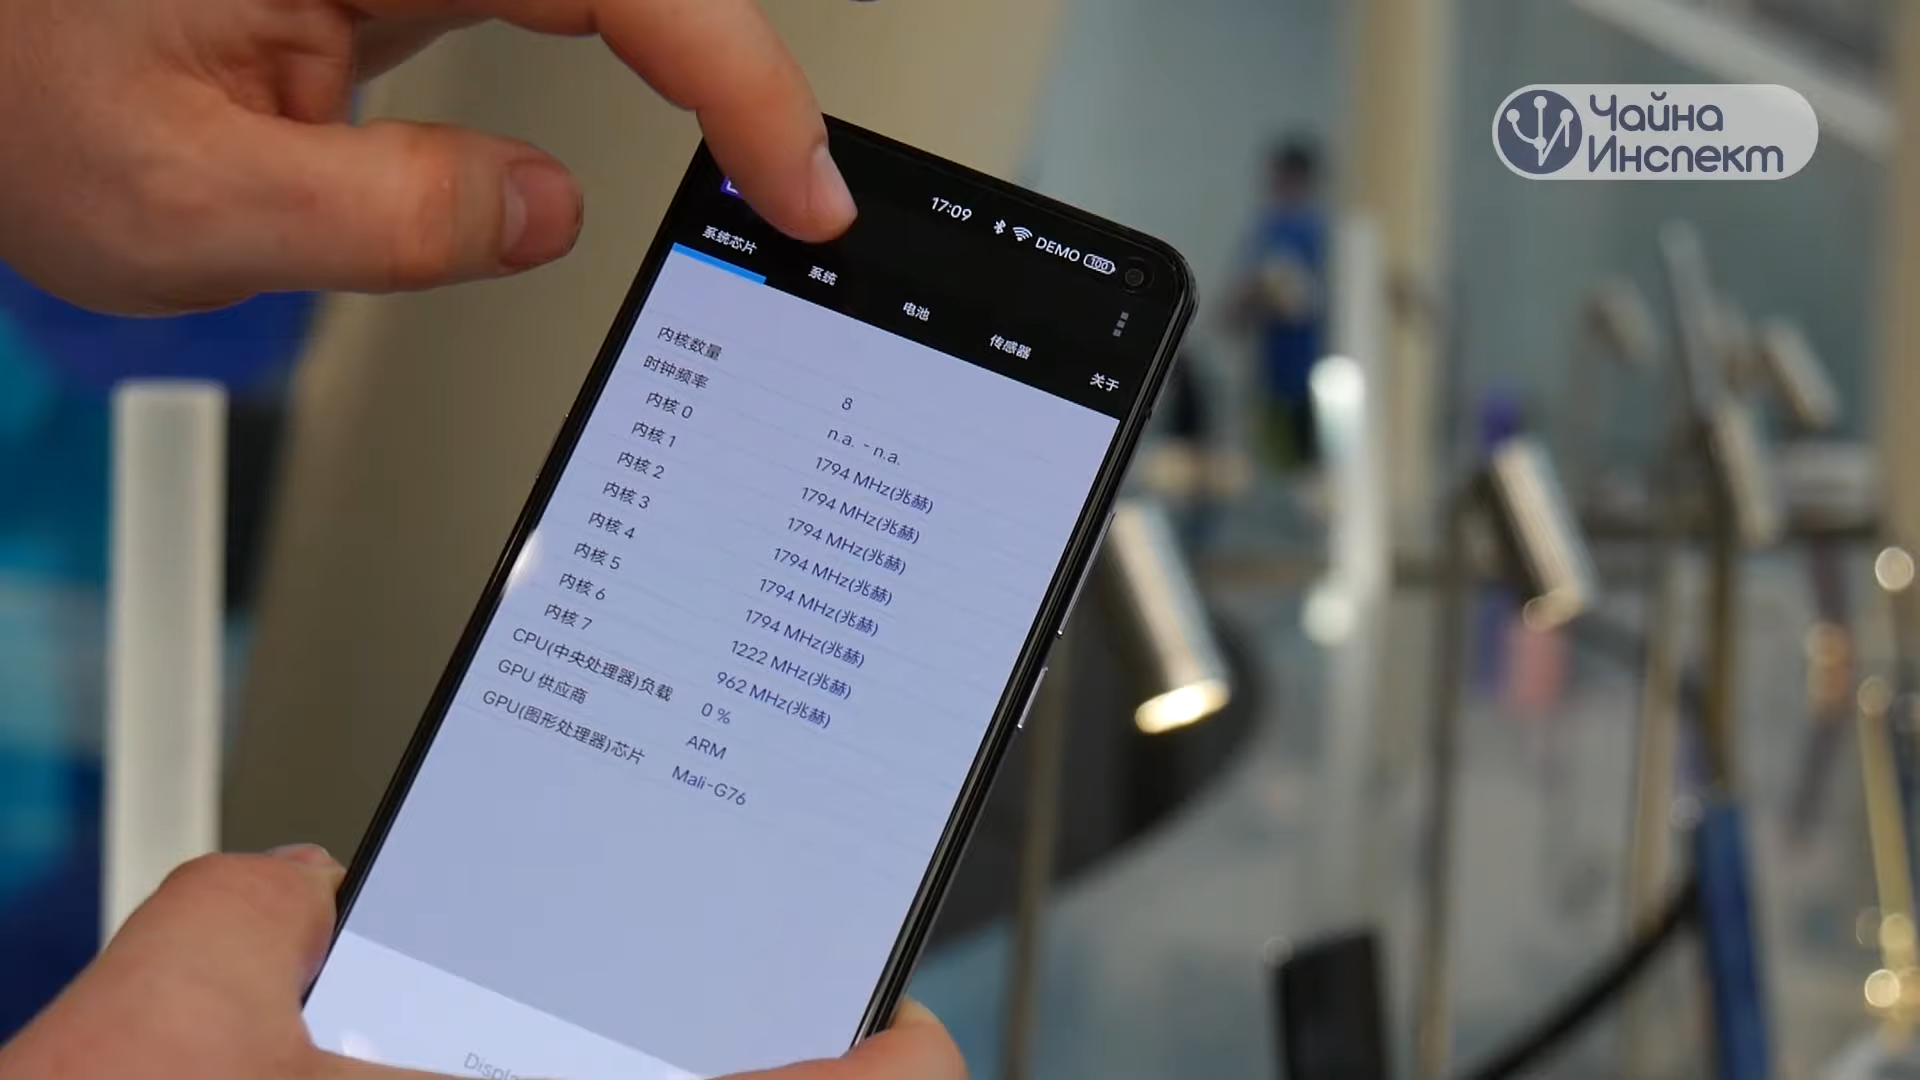 Чайна
Инспект
17:09 DEMO 100
系统芯片 系统 电池 传感器 关于
内核数量 8
时钟频率 n.a. - n.a.
内核 0 1794 MHz(兆赫)
内核 1 1794 MHz(兆赫)
内核 2 1794 MHz(兆赫)
内核 3 1794 MHz(兆赫)
内核 4 1794 MHz(兆赫)
内核 5 1794 MHz(兆赫)
内核 6 1222 MHz(兆赫)
内核 7 962 MHz(兆赫)
CPU(中央处理器)负载 0 %
GPU 供应商 ARM
GPU(图形处理器)芯片 Mali-G76